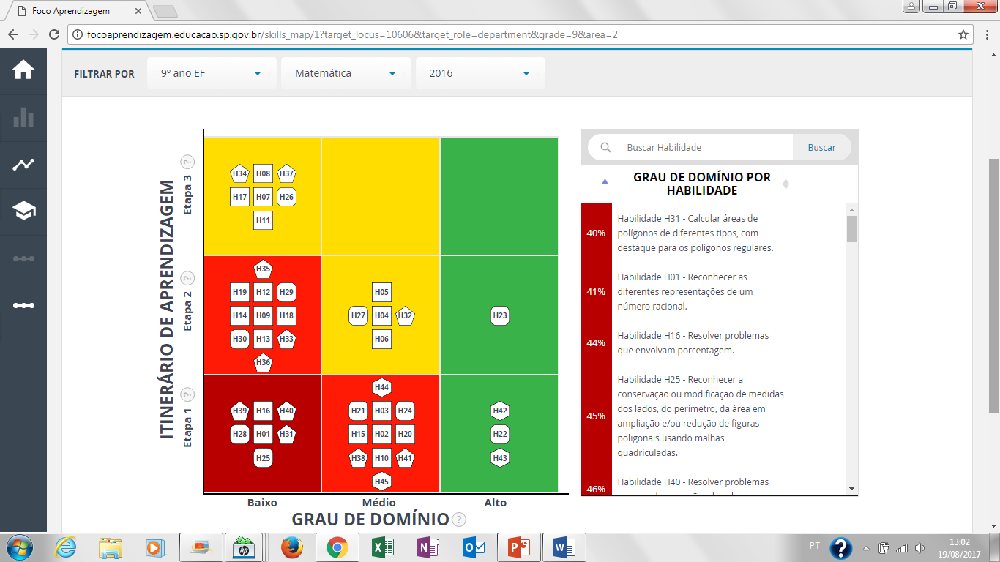 Foco Aprendizagem
focoaprendizagem.educacao.sp.gov.br/skills_map/1?target_locus=10606&target_role=department&grade=9&area=2
FILTRAR POR
9º ano EF
Matemática
2016
ITINERÁRIO DE APRENDIZAGEM
Etapa 3 ?
H34 H08 H37
H17 H07 H26
H11
Etapa 2 ?
H35
H19 H12 H29
H14 H09 H18
H30 H13 H33
H36
H05
H27 H04 H32
H06
H23
Etapa 1 ?
H39 H16 H40
H28 H01 H31
H25
H44
H21 H03 H24
H15 H02 H20
H38 H10 H41
H45
H42
H22
H43
Baixo Médio Alto
GRAU DE DOMÍNIO ?
Buscar Habilidade
Buscar
GRAU DE DOMÍNIO POR
HABILIDADE
40%
Habilidade H31 - Calcular áreas de
polígonos de diferentes tipos, com
destaque para os polígonos regulares.
41%
Habilidade H01 - Reconhecer as
diferentes representações de um
número racional.
44%
Habilidade H16 - Resolver problemas
que envolvam porcentagem.
45%
Habilidade H25 - Reconhecer a
conservação ou modificação de medidas
dos lados, do perímetro, da área em
ampliação e/ou redução de figuras
poligonais usando malhas
quadriculadas.
46%
Habilidade H40 - Resolver problemas
que envolvam noções de volume.
hp
PT
?
13:02
19/08/2017